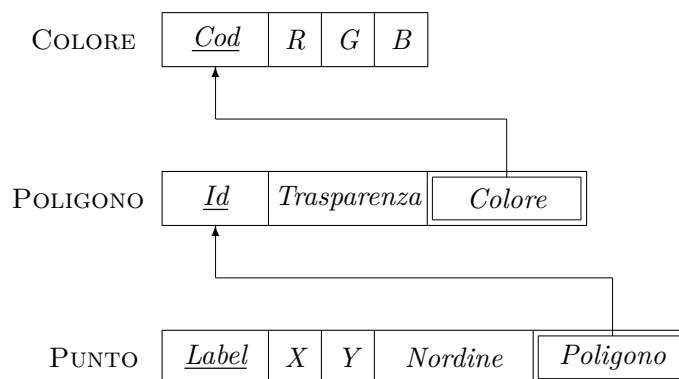 COLORE Cod R G B
POLIGONO Id Trasparenza Colore
PUNTO Label X Y Nordine Poligono